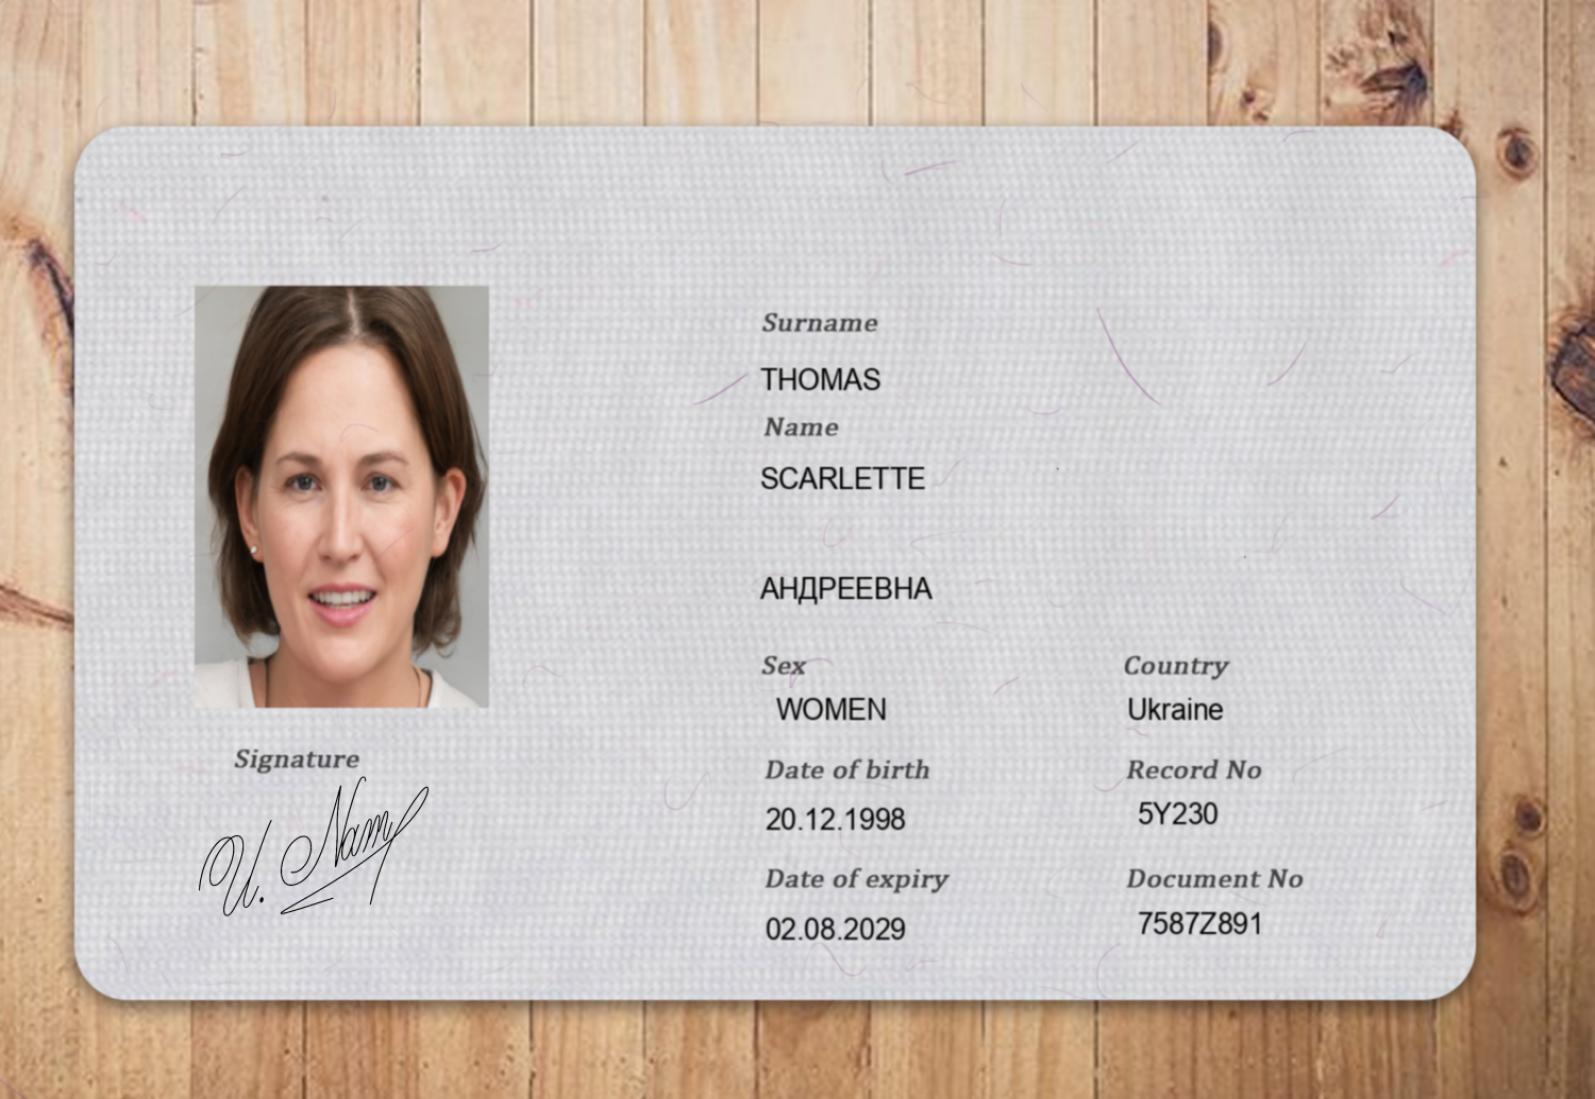 Surname
THOMAS
Name
SCARLETTE
АНДРЕЕВНА
Sex
Country
WOMEN
Ukraine
Date of birth
Record No
20.12.1998
5Y230
Date of expiry
Document No
02.08.2029
7587Z891
Signature